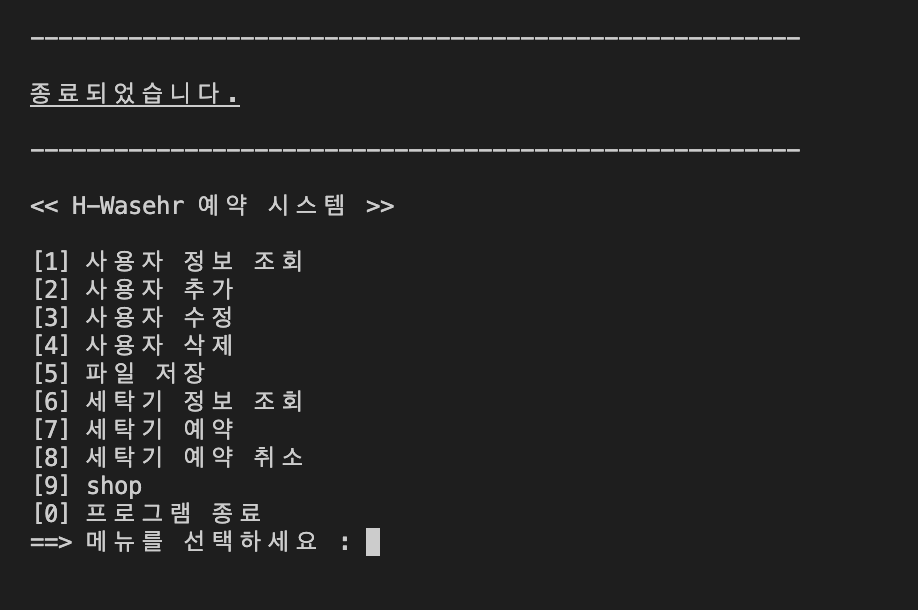 -------------------------------------------------------
종료되었습니다.
-------------------------------------------------------
<< H-Wasehr 예약 시스템 >>
[1] 사용자 정보 조회
[2] 사용자 추가
[3] 사용자 수정
[4] 사용자 삭제
[5] 파일 저장
[6] 세탁기 정보 조회
[7] 세탁기 예약
[8] 세탁기 예약 취소
[9] shop
[0] 프로그램 종료
==> 메뉴를 선택하세요 :